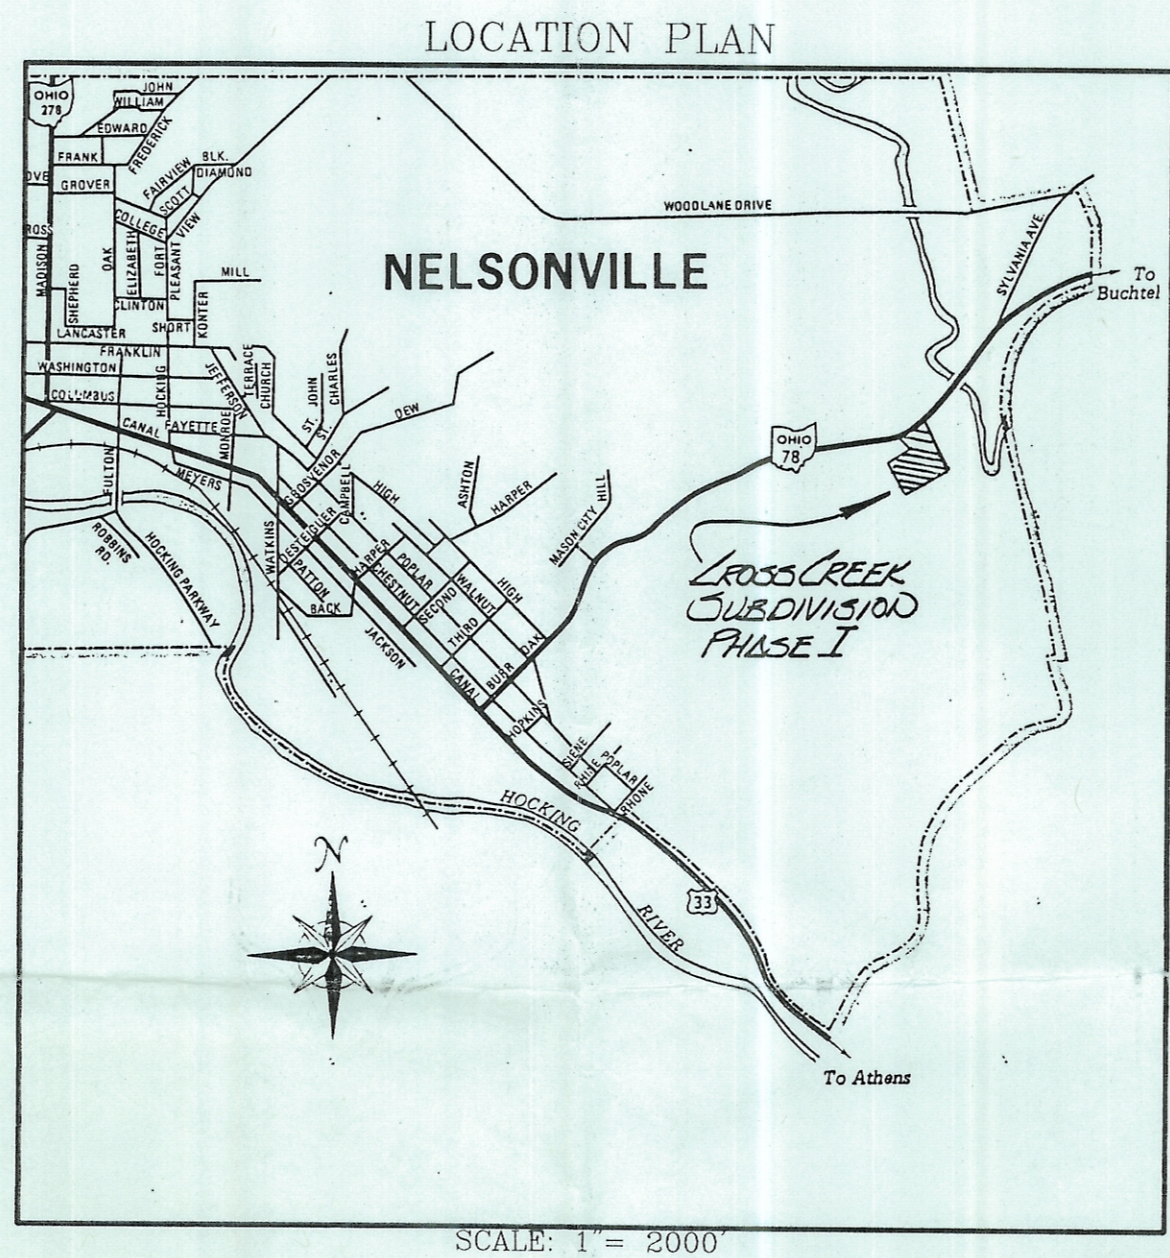 LOCATION PLAN
OHIO
278
JOHN
WILLIAM
EDWARD
FREDERICK
FRANK
FAIRVIEW
BLK.
DIAMOND
GROVER
SCOTT
COLLEGE
VIEW
WOODLANE DRIVE
MADISON
SHEPHERD
OAK
ELIZABETH
FORT
PLEASANT
MILL
NELSONVILLE
SYLVANIA AVE.
To
Buchtel
CLINTON
SHORT
KONTER
LANCASTER
FRANKLIN
WASHINGTON
COLUMBUS
HOCKING
JEFFERSON
TERRACE
CHURCH
ST. JOHN
ST. CHARLES
DEW
CANAL
FAYETTE
MONROE
OHIO
78
FULTON
MEYERS
GROSVENOR
CAMPBELL
HIGH
ASHTON
HARPER
MASON CITY HILL
WATKINS
PATTON
BACK
HARPER
CHESTNUT
POPLAR
SECOND
WALNUT
HIGH
THIRD
ROBBINS
RD.
HOCKING PARKWAY
JACKSON
CANAL
BURR OAK
CROSS CREEK
SUBDIVISION
PHASE I
HOPKINS
SIENE
RHINE
POPLAR
RHONE
HOCKING
RIVER
N
33
To Athens
SCALE: 1"= 2000'